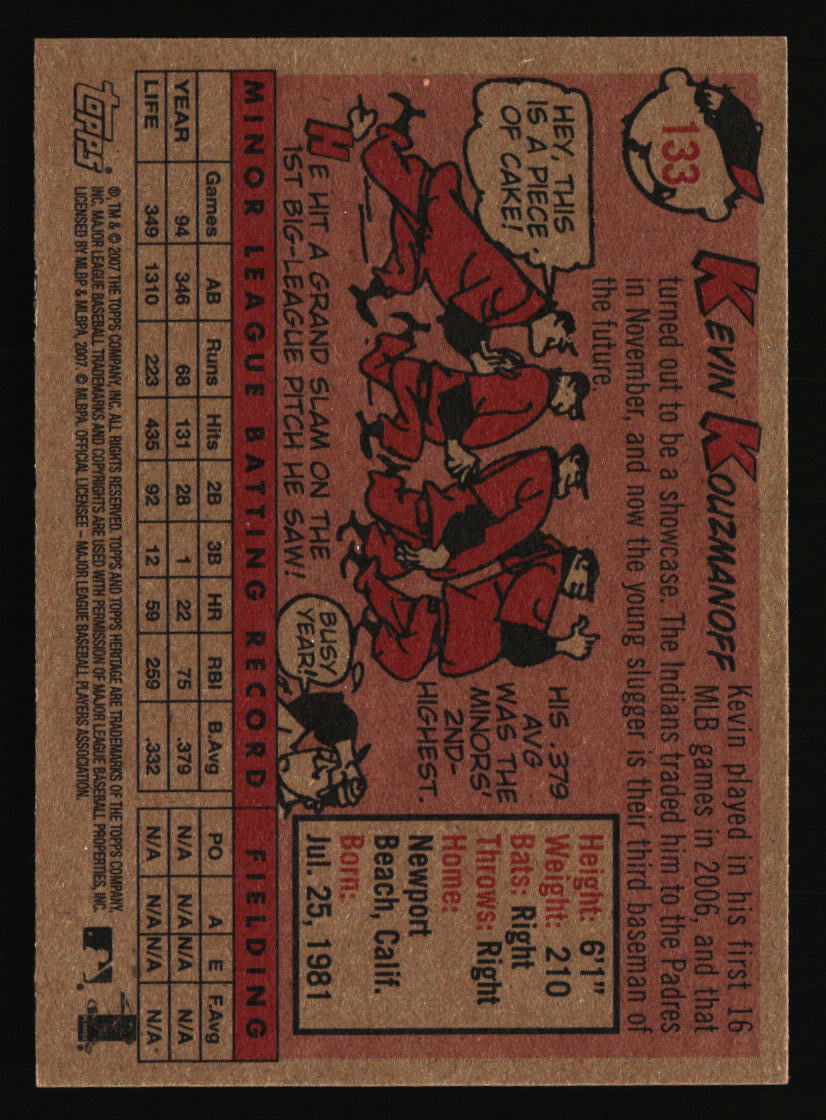 133
KEVIN KOUZMANOFF
Kevin played in his first 16
MLB games in 2006, and that
turned out to be a showcase. The Indians traded him to the Padres
in November, and now the young slugger is their third baseman of
the future.
HEY, THIS
IS A PIECE
OF CAKE!
HE HIT A GRAND SLAM ON THE
1ST BIG-LEAGUE PITCH HE SAW!
HIS .379
AVG
WAS THE
MINORS'
2ND-
HIGHEST.
BUSY
YEAR!
Height: 6'1"
Weight: 210
Bats: Right
Throws: Right
Home:
Newport
Beach, Calif.
Born:
Jul. 25, 1981
MINOR LEAGUE BATTING RECORD FIELDING
Games AB Runs Hits 2B 3B HR RBI B.Avg PO A E F.Avg
YEAR 94 346 68 131 28 1 22 75 .379 N/A N/A N/A N/A
LIFE 349 1310 223 435 92 12 59 259 .332 N/A N/A N/A N/A
topps
®, TM & © 2007 THE TOPPS COMPANY, INC. ALL RIGHTS RESERVED. TOPPS AND TOPPS HERITAGE ARE TRADEMARKS OF THE TOPPS COMPANY,
INC. MAJOR LEAGUE BASEBALL TRADEMARKS AND COPYRIGHTS ARE USED WITH PERMISSION OF MAJOR LEAGUE BASEBALL PROPERTIES, INC.
LICENSED BY MLBP & MLBPA, 2007. © MLBPA. OFFICIAL LICENSEE – MAJOR LEAGUE BASEBALL PLAYERS ASSOCIATION.